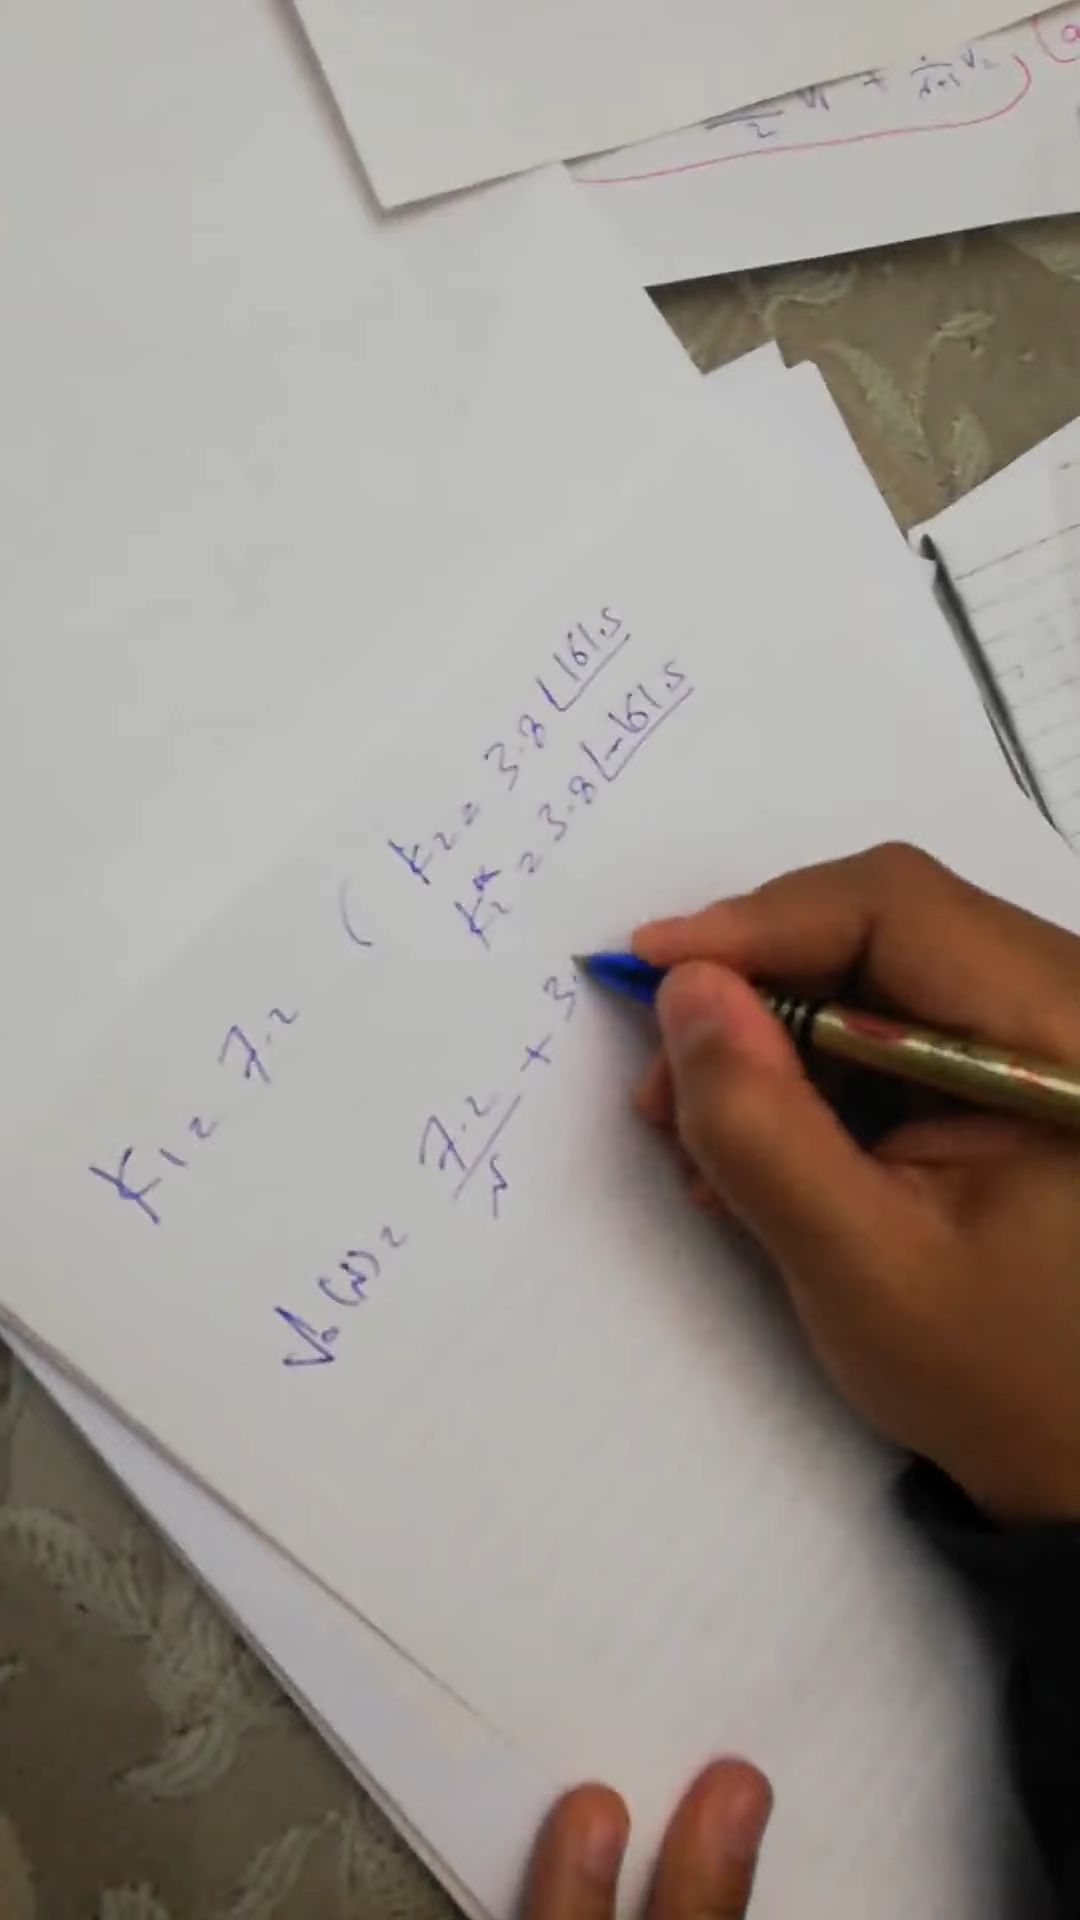 K1 = 7.2 , K2 = 3.8∠161.5
K2* = 3.8∠-161.5
Vo(s) = 7.2/s + 3.